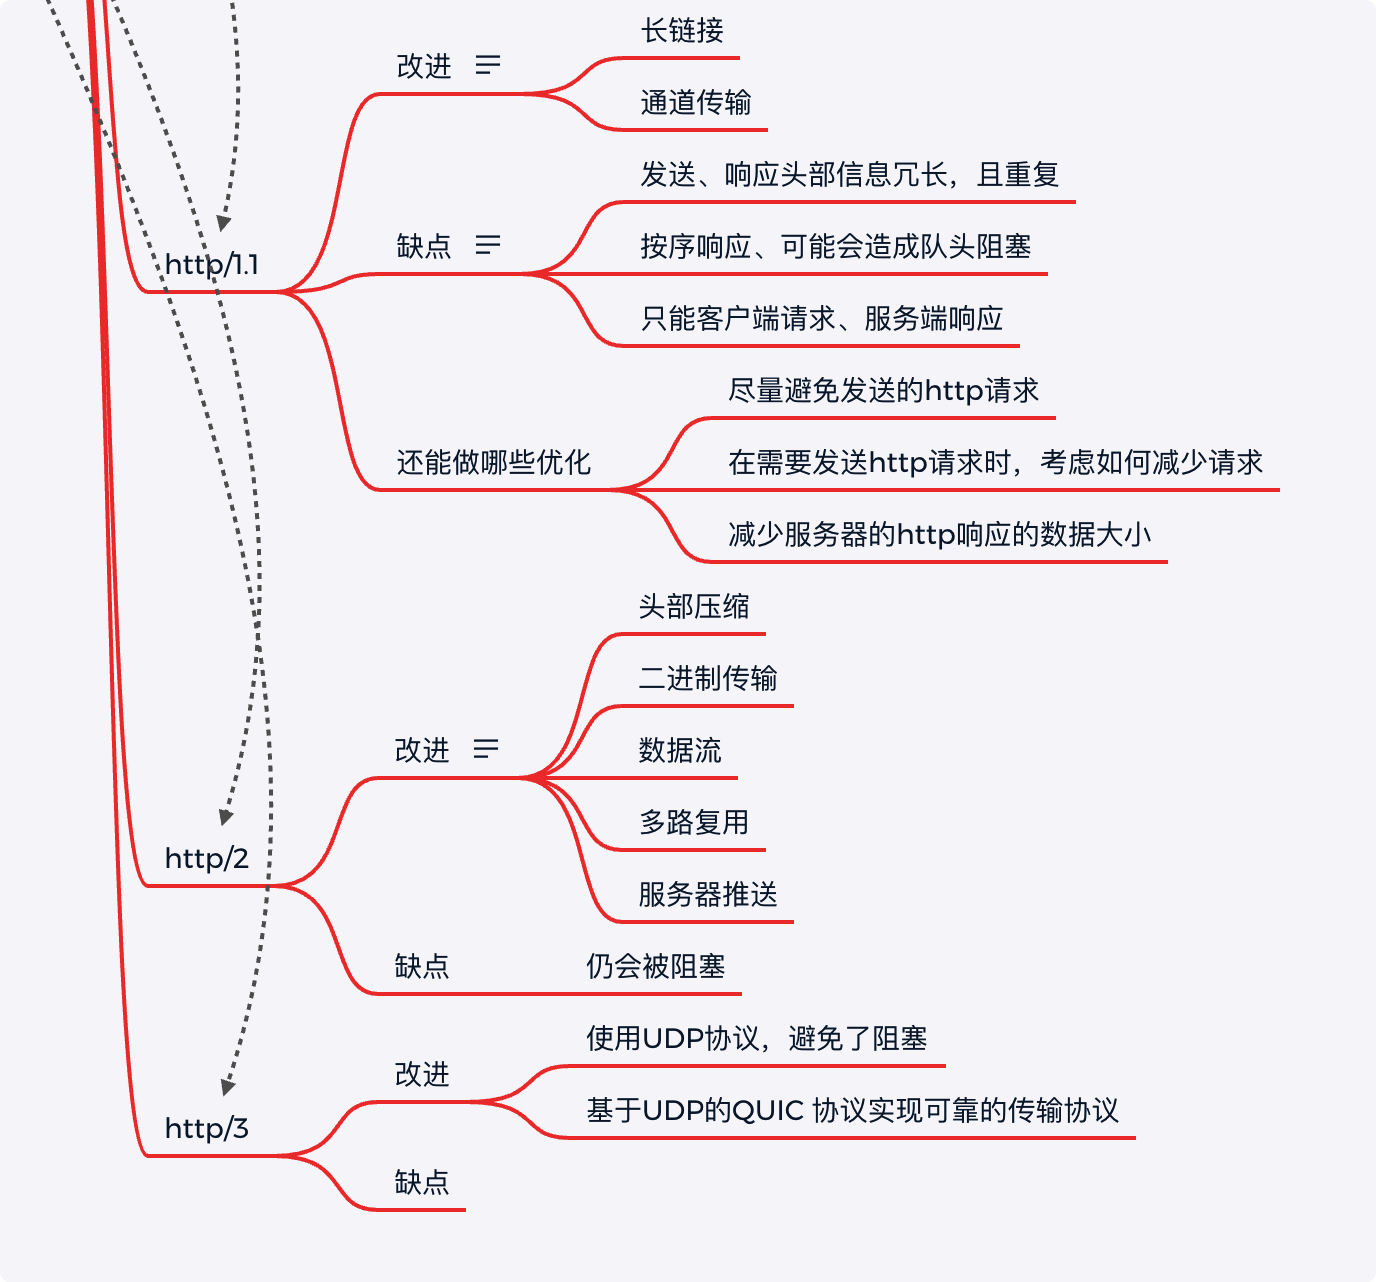 长链接
改进
通道传输
发送、响应头部信息冗长，且重复
缺点
按序响应、可能会造成队头阻塞
http/1.1
只能客户端请求、服务端响应
尽量避免发送的http请求
还能做哪些优化
在需要发送http请求时，考虑如何减少请求
减少服务器的http响应的数据大小
头部压缩
二进制传输
改进
数据流
多路复用
http/2
服务器推送
缺点
仍会被阻塞
使用UDP协议，避免了阻塞
改进
基于UDP的QUIC 协议实现可靠的传输协议
http/3
缺点